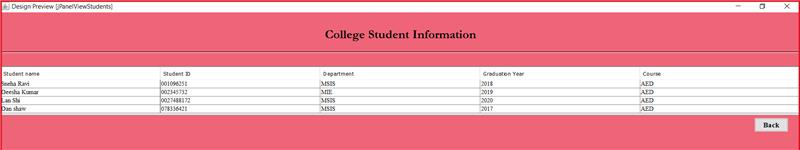 Design Preview [JPanelViewStudents]
College Student Information
Student name Student ID Department Graduation Year Course
Sneha Ravi 001096251 MSIS 2018 AED
Deesha Kumar 002345732 MIE 2019 AED
Lan Shi 0027488172 MSIS 2020 AED
Dan shaw 078336421 MSIS 2017 AED
Back